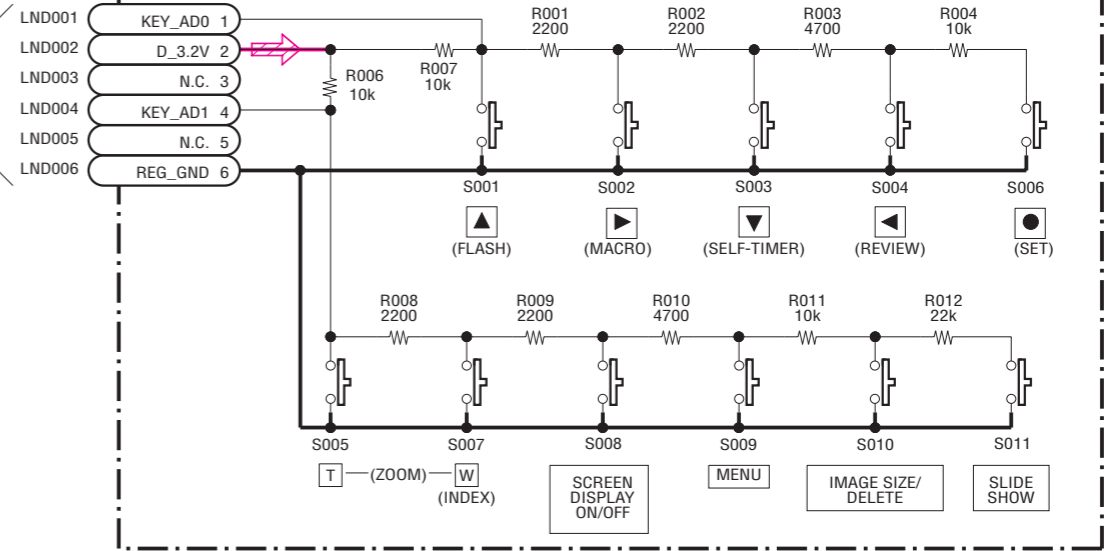 LND001 KEY_AD0 1
LND002 D_3.2V 2
LND003 N.C. 3
LND004 KEY_AD1 4
LND005 N.C. 5
LND006 REG_GND 6
R006
10k
R007
10k
R001
2200
R002
2200
R003
4700
R004
10k
S001
S002
S003
S004
S006
(FLASH)
(MACRO)
(SELF-TIMER)
(REVIEW)
(SET)
R008
2200
R009
2200
R010
4700
R011
10k
R012
22k
S005
S007
S008
S009
S010
S011
T (ZOOM) W
(INDEX)
SCREEN
DISPLAY
ON/OFF
MENU
IMAGE SIZE/
DELETE
SLIDE
SHOW